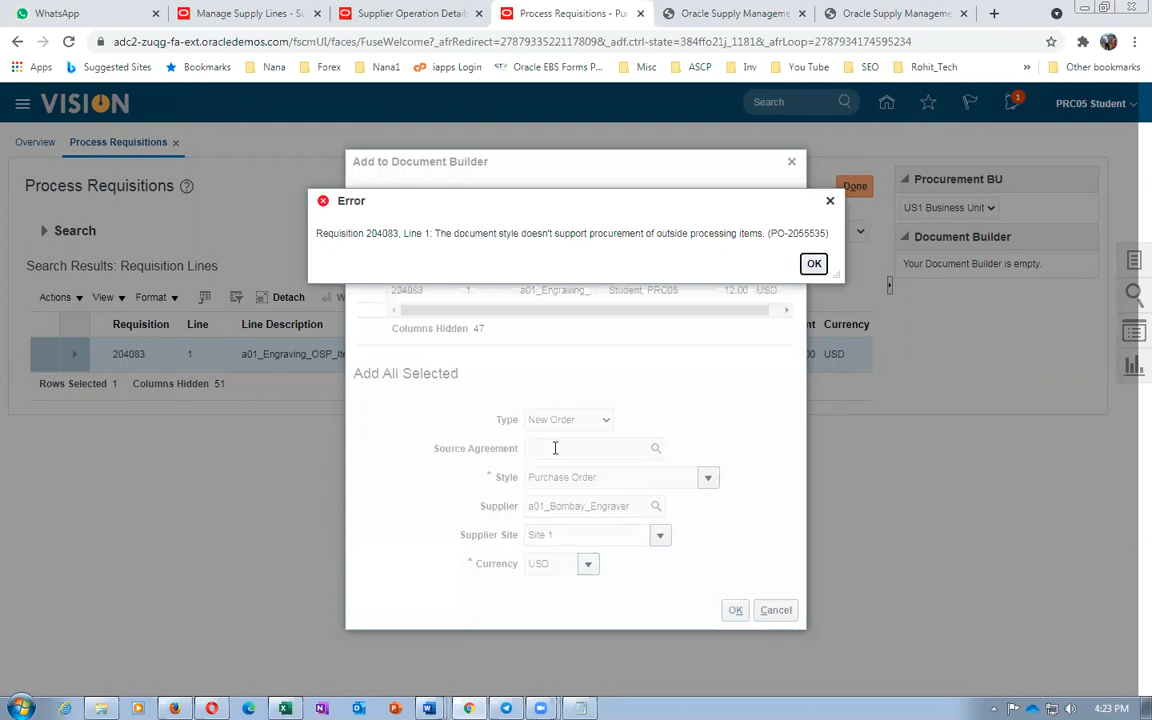 WhatsApp
Manage Supply Lines - Su
Supplier Operation Details
Process Requisitions - Pu
Oracle Supply Manageme
Oracle Supply Manageme
adc2-zuqg-fa-ext.oracledemos.com/fscmUI/faces/FuseWelcome?_afrRedirect=27879335221177809&_adf.ctrl-state=384ffo21j_1181&_afrLoop=2787934174595234
Apps
Suggested Sites
Bookmarks
Nana
Forex
Nana1
iapps Login
Oracle EBS Forms P...
Misc
ASCP
Inv
You Tube
SEO
Rohit_Tech
»
Other bookmarks
VISION
Search
1
PRC05 Student
Overview
Process Requisitions
Process Requisitions
Done
Search
Search Results: Requisition Lines
Actions
View
Format
Detach
Requisition
Line
Line Description
Currency
204083
1
a01_Engraving_OSP_Ite
USD
Rows Selected 1
Columns Hidden 51
Procurement BU
US1 Business Unit
Document Builder
Your Document Builder is empty.
Add to Document Builder
Error
Requisition 204083, Line 1: The document style doesn't support procurement of outside processing items. (PO-2055535)
OK
204083
1
a01_Engraving_...
Student, PRC05
12.00
USD
Columns Hidden 47
Add All Selected
Type
New Order
Source Agreement
* Style
Purchase Order
Supplier
a01_Bombay_Engraver
Supplier Site
Site 1
* Currency
USD
OK
Cancel
4:23 PM